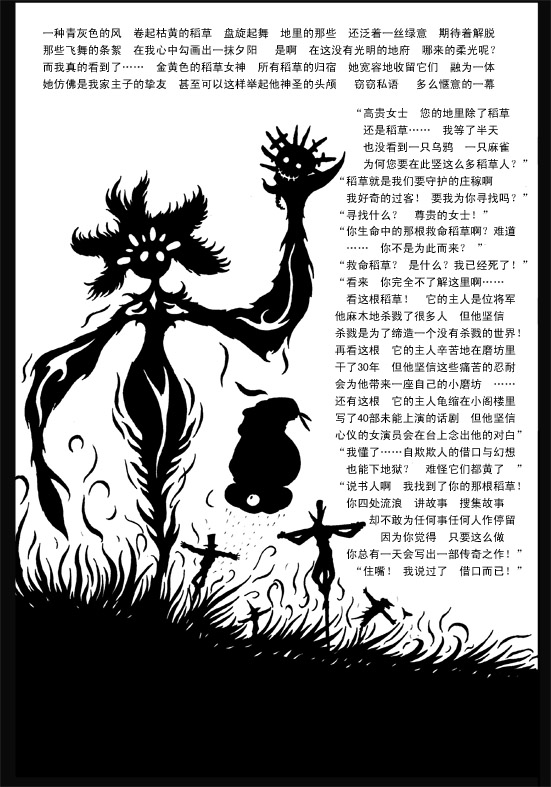 一种青灰色的风　卷起枯黄的稻草　盘旋起舞　地里的那些　还泛着一丝绿意　期待着解脱
那些飞舞的条絮　在我心中勾画出一抹夕阳　是啊　在这没有光明的地府　哪来的柔光呢?
而我真的看到了……　金黄色的稻草女神　所有稻草的归宿　她宽容地收留它们　融为一体
她仿佛是我家主子的挚友　甚至可以这样举起他神圣的头颅　窃窃私语　多么惬意的一幕
“高贵女士　您的地里除了稻草
还是稻草……　我等了半天
也没看到一只乌鸦　一只麻雀
为何您要在此竖这么多稻草人? ”
“稻草就是我们要守护的庄稼啊
我好奇的过客!　要我为你寻找吗? ”
“寻找什么?　尊贵的女士! ”
“你生命中的那根救命稻草啊? 难道
……　你不是为此而来? ”
“救命稻草?　是什么? 我已经死了! ”
“看来　你完全不了解这里啊……
看这根稻草!　它的主人是位将军
他麻木地杀戮了很多人　但他坚信
杀戮是为了缔造一个没有杀戮的世界!
再看这根　它的主人辛苦地在磨坊里
干了30年　但他坚信这些痛苦的忍耐
会为他带来一座自己的小磨坊　……
还有这根　它的主人龟缩在小阁楼里
写了40部未能上演的话剧　但他坚信
心仪的女演员会在台上念出他的对白”
“我懂了……自欺欺人的借口与幻想
也能下地狱?　难怪它们都黄了　”
“说书人啊　我找到了你的那根稻草!
你四处流浪　讲故事　搜集故事
却不敢为任何事任何人作停留
因为你觉得　只要这么做
你总有一天会写出一部传奇之作! ”
“住嘴!　我说过了　借口而已! ”